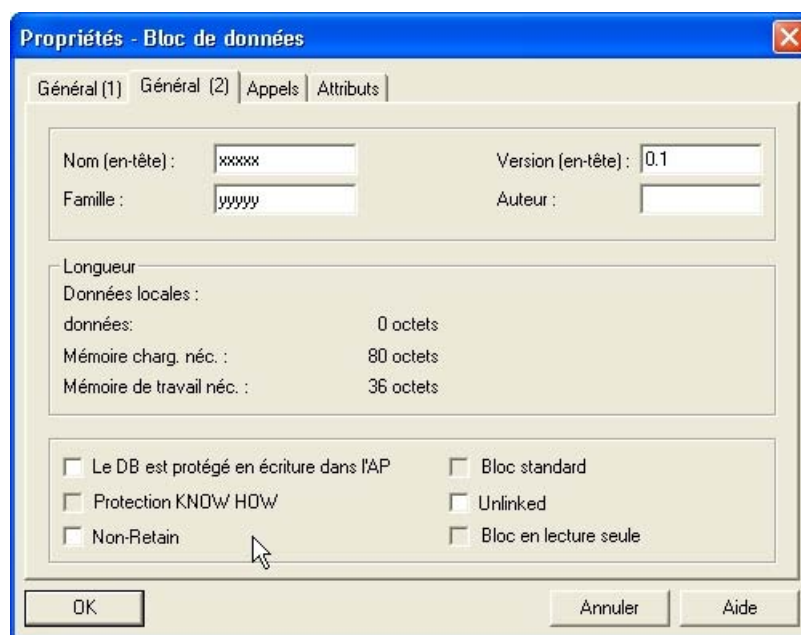 Propriétés - Bloc de données
Général (1) Général (2) Appels Attributs
Nom (en-tête) : xxxxx Version (en-tête) : 0.1
Famille : yyyyy Auteur :
Longueur
Données locales :
données: 0 octets
Mémoire charg. néc. : 80 octets
Mémoire de travail néc. : 36 octets
Le DB est protégé en écriture dans l'AP Bloc standard
Protection KNOW HOW Unlinked
Non-Retain Bloc en lecture seule
OK Annuler Aide